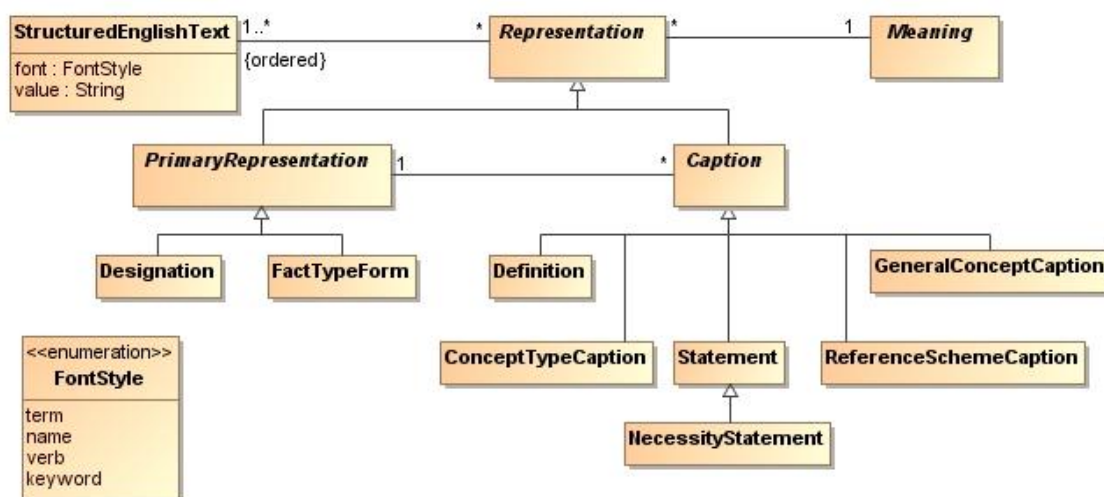 StructuredEnglishText
font : FontStyle
value : String
1..*
{ordered}
*
Representation
*
1
Meaning
PrimaryRepresentation
1
*
Caption
Designation
FactTypeForm
Definition
GeneralConceptCaption
ConceptTypeCaption
Statement
ReferenceSchemeCaption
NecessityStatement
<<enumeration>>
FontStyle
term
name
verb
keyword